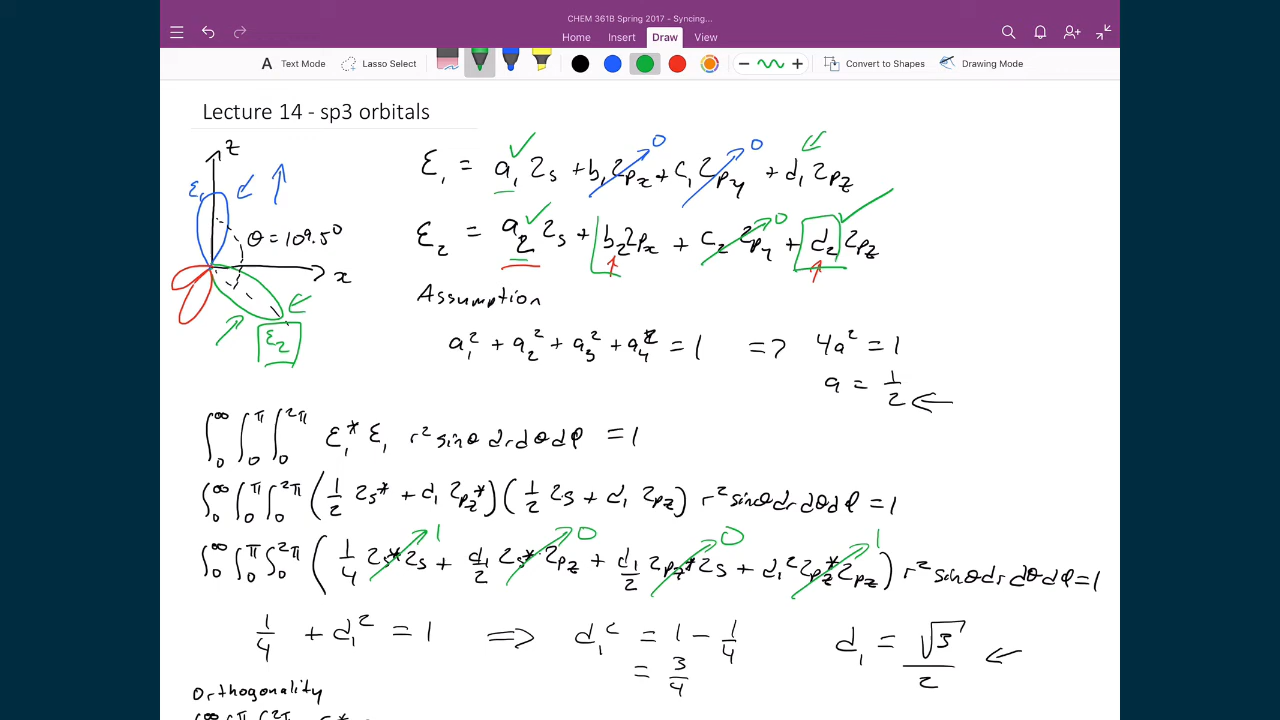 CHEM 361B Spring 2017 - Syncing...
Home Insert Draw View
A Text Mode Lasso Select Convert to Shapes Drawing Mode
Lecture 14 - sp3 orbitals
z
ε₁
θ = 109.5°
x
ε₂
ε₁ = a₁ 2s + b₁ 2px + c₁ 2py + d₁ 2pz
0 0
ε₂ = a₂ 2s + b₂ 2px + c₂ 2py + d₂ 2pz
0
Assumption
a₁² + a₂² + a₃² + a₄² = 1 => 4a² = 1
a = 1/2
∫₀^∞ ∫₀^π ∫₀^2π ε₁* ε₁ r² sinθ dr dθ dφ = 1
∫₀^∞ ∫₀^π ∫₀^2π (1/2 2s* + d₁ 2pz*) (1/2 2s + d₁ 2pz) r² sinθ dr dθ dφ = 1
1 0 0 1
∫₀^∞ ∫₀^π ∫₀^2π (1/4 2s* 2s + d₁/2 2s* 2pz + d₁/2 2pz* 2s + d₁² 2pz* 2pz) r² sinθ dr dθ dφ = 1
1/4 + d₁² = 1 => d₁² = 1 - 1/4 d₁ = √3/2
= 3/4
Orthogonality